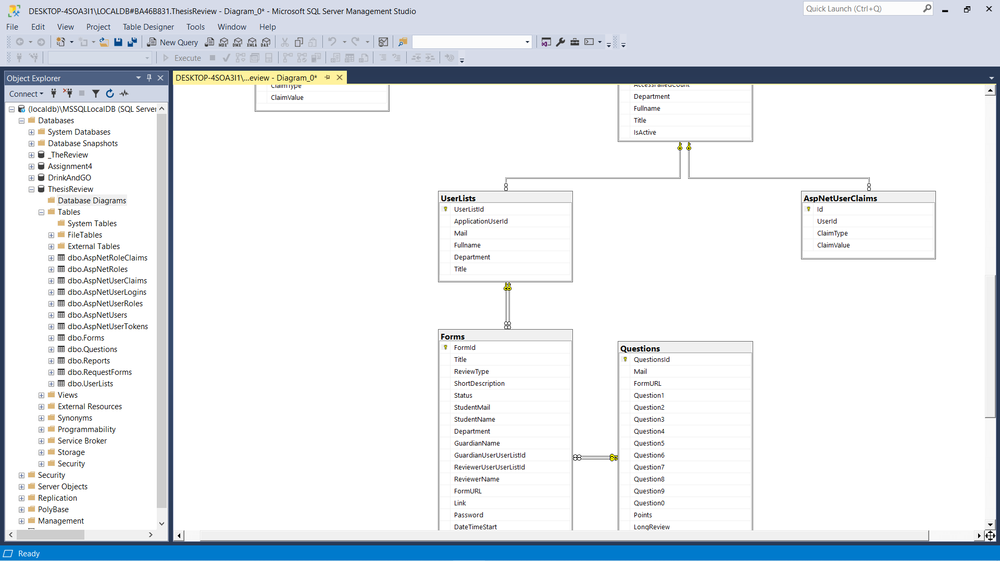 DESKTOP-4SOA3I1\LOCALDB#BA46B831.ThesisReview - Diagram_0* - Microsoft SQL Server Management Studio
Quick Launch (Ctrl+Q)
File Edit View Project Table Designer Tools Window Help
New Query
MDX DMX XMLA DAX
Execute
Object Explorer
Connect
(localdb)\MSSQLLocalDB (SQL Server
Databases
System Databases
Database Snapshots
_TheReview
Assignment4
DrinkAndGO
ThesisReview
Database Diagrams
Tables
System Tables
FileTables
External Tables
dbo.AspNetRoleClaims
dbo.AspNetRoles
dbo.AspNetUserClaims
dbo.AspNetUserLogins
dbo.AspNetUserRoles
dbo.AspNetUsers
dbo.AspNetUserTokens
dbo.Forms
dbo.Questions
dbo.Reports
dbo.RequestForms
dbo.UserLists
Views
External Resources
Synonyms
Programmability
Service Broker
Storage
Security
Security
Server Objects
Replication
PolyBase
Management
DESKTOP-4SOA3I1\...eview - Diagram_0*
ClaimType
ClaimValue
AccessFailedCount
Department
Fullname
Title
IsActive
UserLists
UserListId
ApplicationUserId
Mail
Fullname
Department
Title
AspNetUserClaims
Id
UserId
ClaimType
ClaimValue
Forms
FormId
Title
ReviewType
ShortDescription
Status
StudentMail
StudentName
Department
GuardianName
GuardianUserUserListId
ReviewerUserUserListId
ReviewerName
FormURL
Link
Password
DateTimeStart
Questions
QuestionsId
Mail
FormURL
Question1
Question2
Question3
Question4
Question5
Question6
Question7
Question8
Question9
Question0
Points
LongReview
Ready